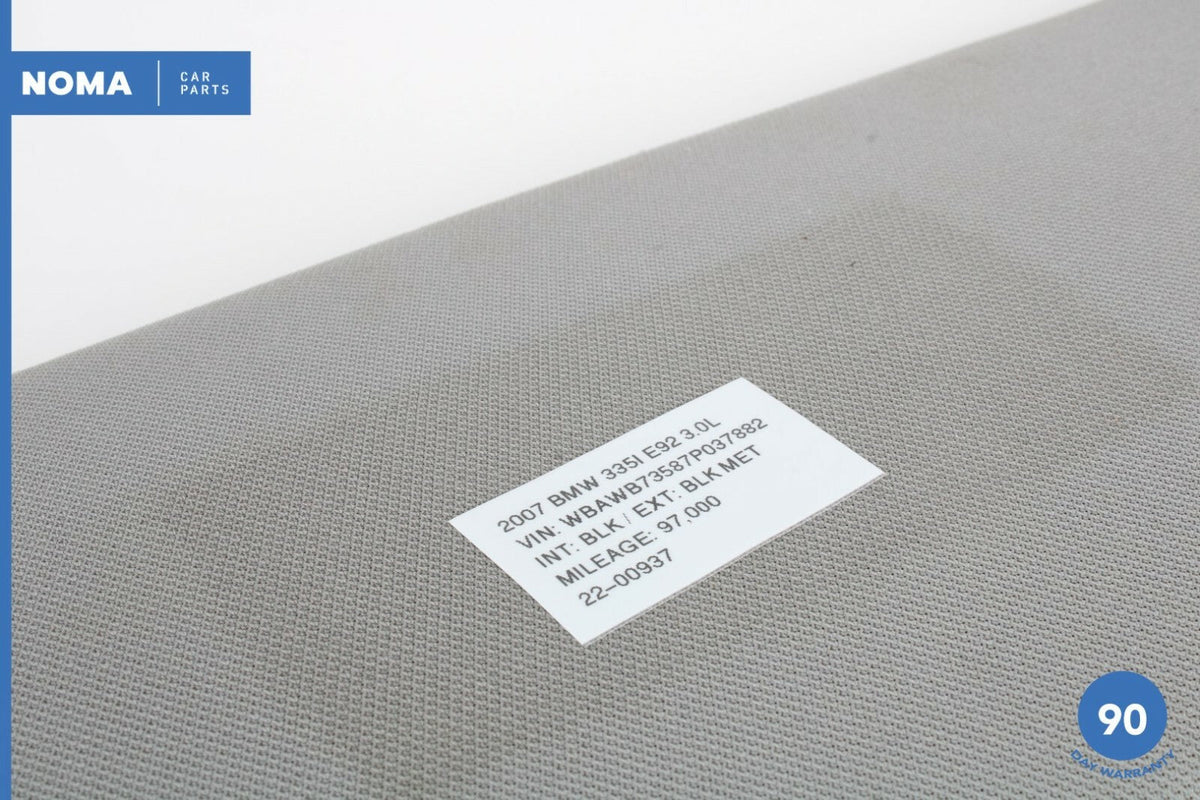 NOMA
CAR
PARTS
2007 BMW 335I E92 3.0L
VIN: WBAWB73587P037882
INT: BLK / EXT: BLK MET
MILEAGE: 97,000
22-00937
90
DAY WARRANTY